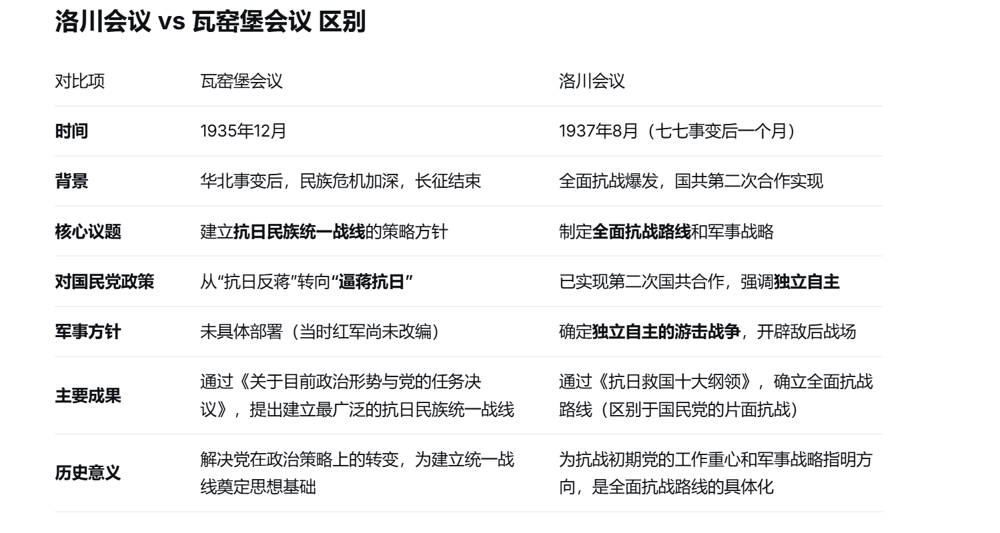 洛川会议 vs 瓦窑堡会议 区别
对比项 瓦窑堡会议 洛川会议
时间 1935年12月 1937年8月（七七事变后一个月）
背景 华北事变后，民族危机加深，长征结束 全面抗战爆发，国共第二次合作实现
核心议题 建立抗日民族统一战线的策略方针 制定全面抗战路线和军事战略
对国民党政策 从“抗日反蒋”转向“逼蒋抗日” 已实现第二次国共合作，强调独立自主
军事方针 未具体部署（当时红军尚未改编） 确定独立自主的游击战争，开辟敌后战场
主要成果
通过《关于目前政治形势与党的任务决
议》，提出建立最广泛的抗日民族统一战线
通过《抗日救国十大纲领》，确立全面抗战
路线（区别于国民党的片面抗战）
历史意义
解决党在政治策略上的转变，为建立统一战
线奠定思想基础
为抗战初期党的工作重心和军事战略指明方
向，是全面抗战路线的具体化